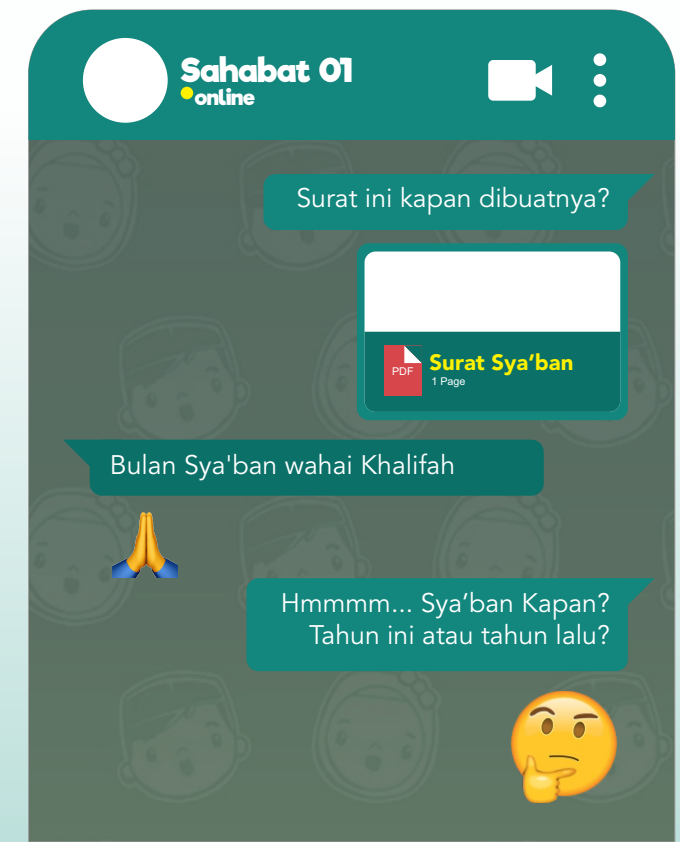 Sahabat 01
online
Surat ini kapan dibuatnya?
PDF
Surat Sya’ban
1 Page
Bulan Sya'ban wahai Khalifah
Hmmmm... Sya’ban Kapan?
Tahun ini atau tahun lalu?